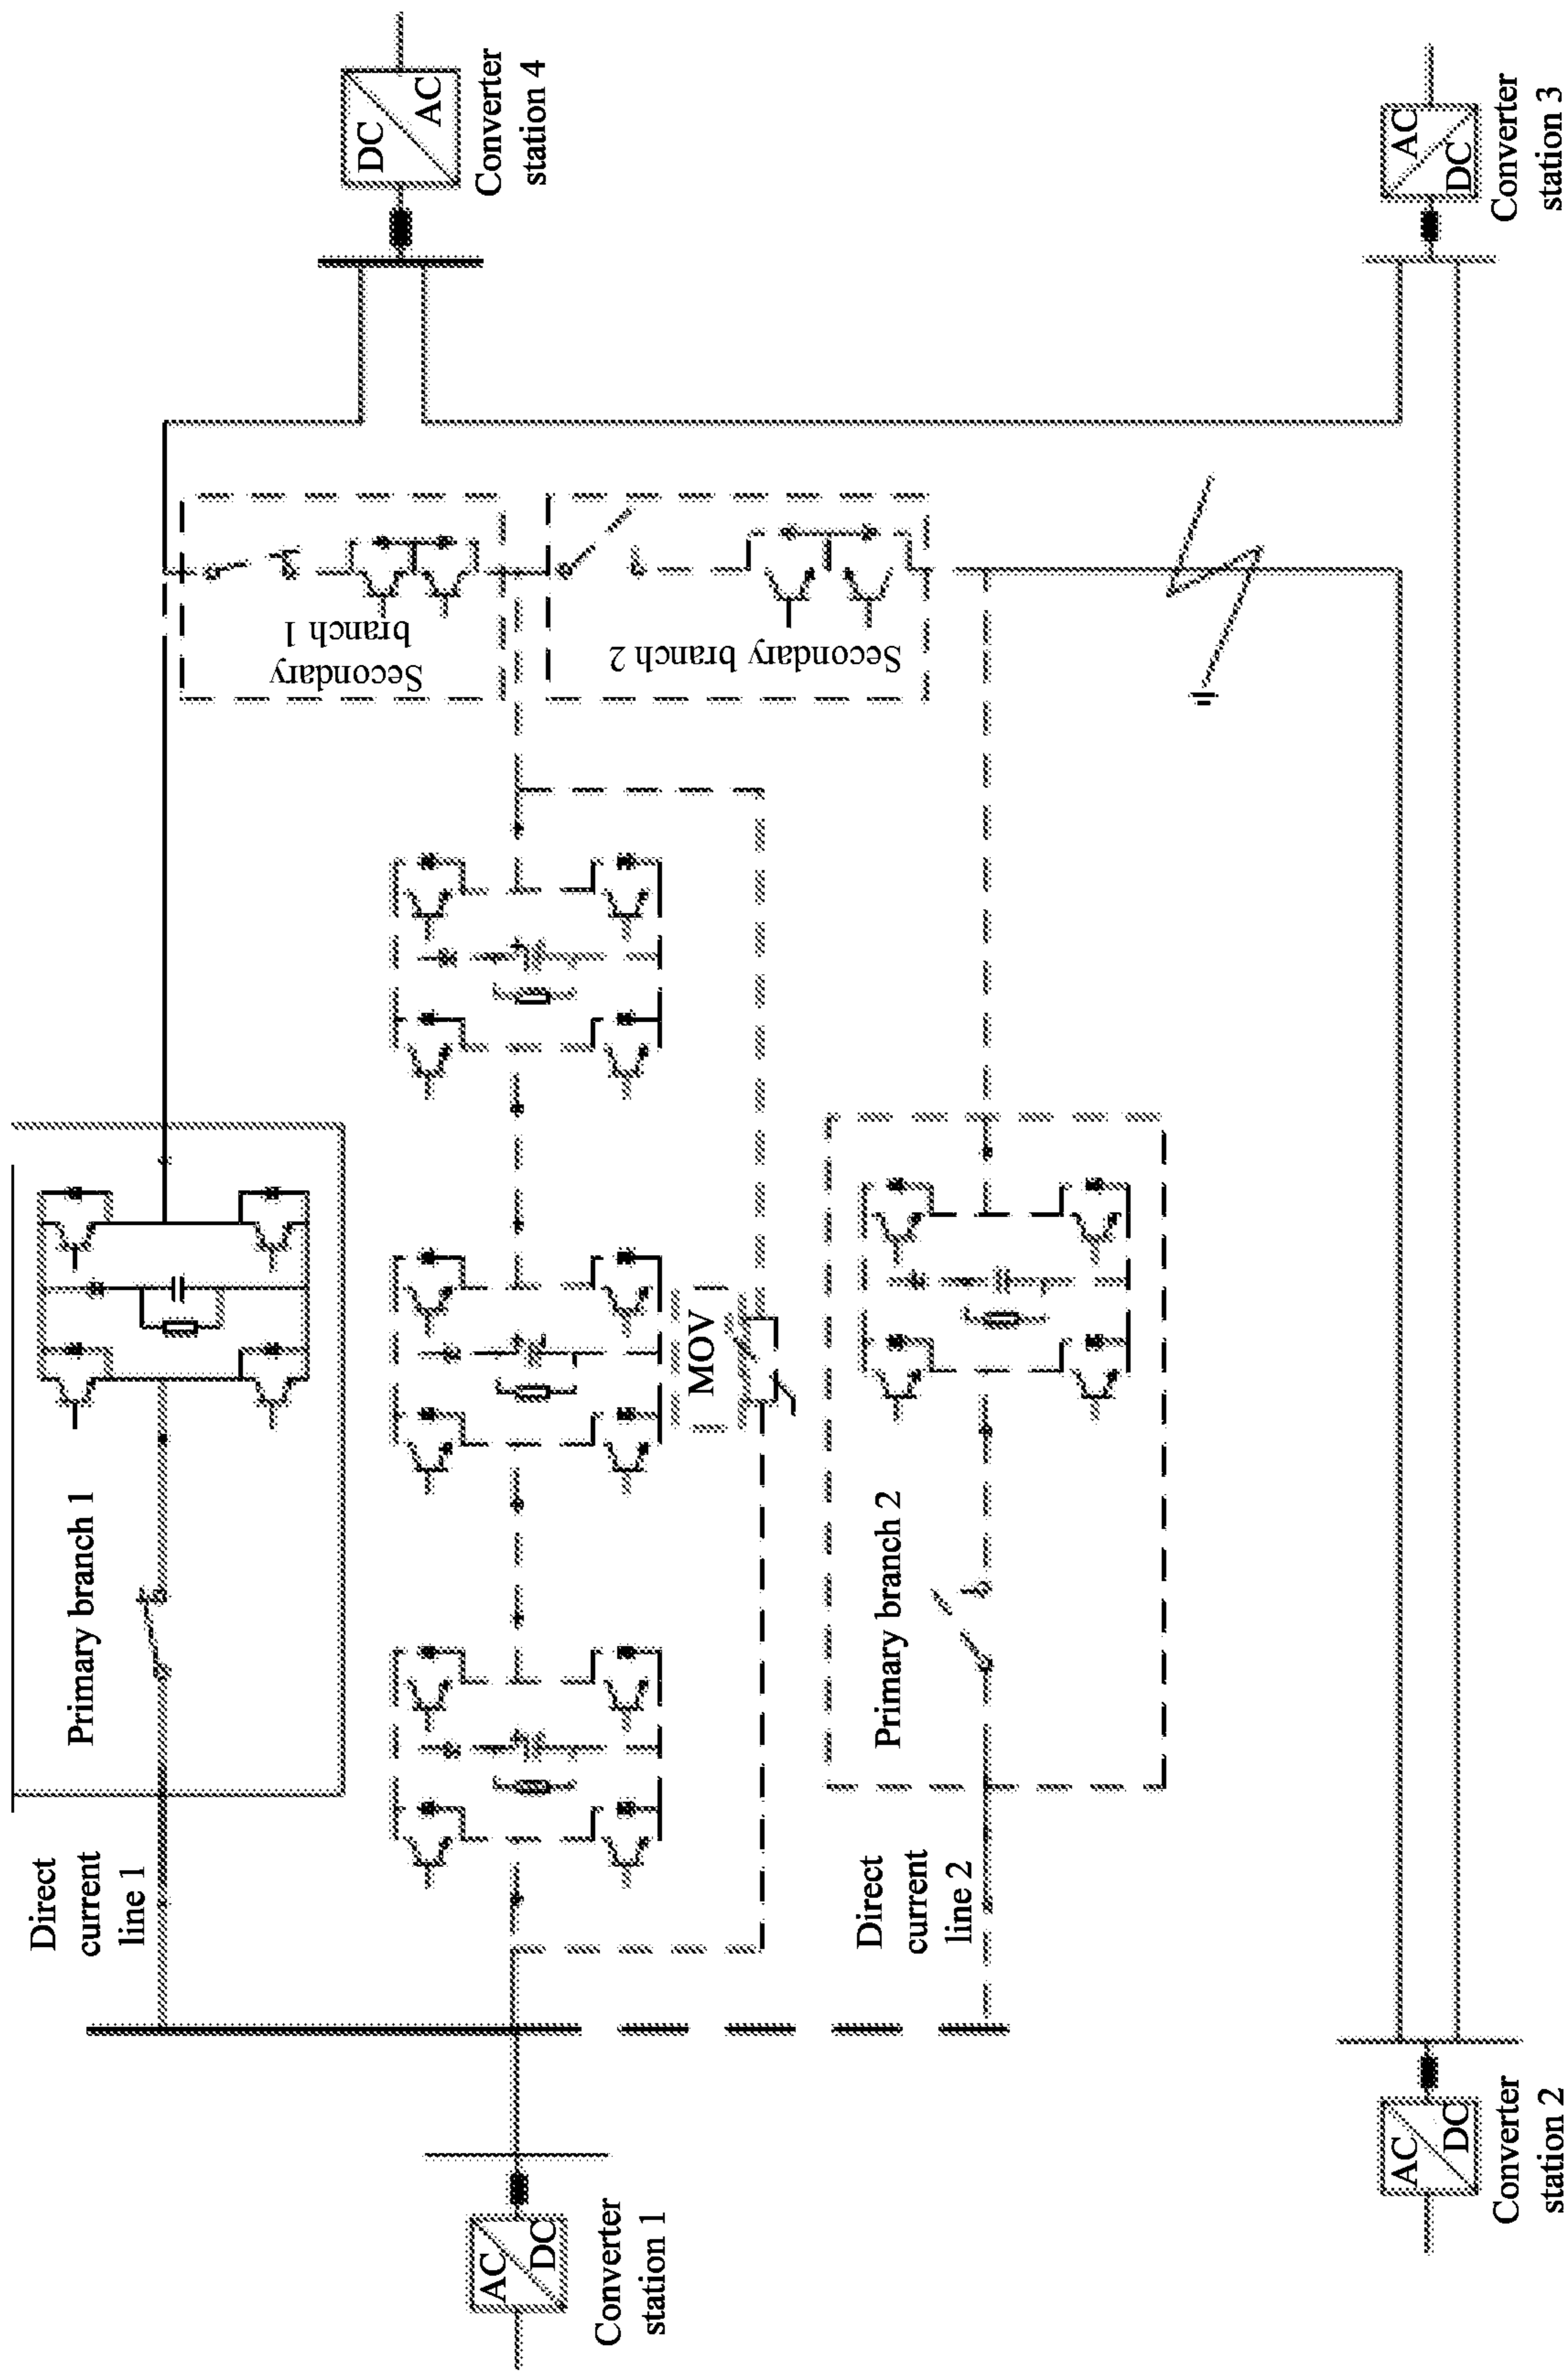 Direct
current
line 1
Primary branch 1
Secondary
branch 1
DC
AC
Converter
station 4
AC
DC
Converter
station 1
MOV
Secondary branch 2
Direct
current
line 2
Primary branch 2
AC
DC
Converter
station 2
AC
DC
Converter
station 3